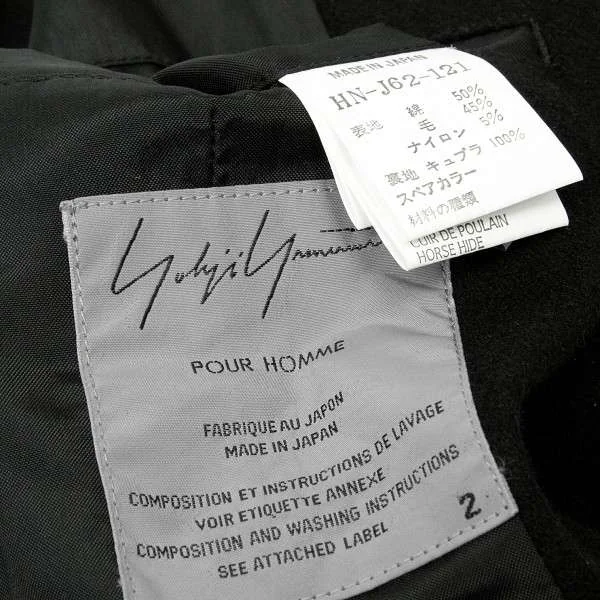 MADE IN JAPAN
HN-J62-121
表地 綿 50%
毛 45%
ナイロン 5%
裏地 キュプラ 100%
スペアカラー
材料の種類
CUIR DE POULAIN
HORSE HIDE
Yohji Yamamoto
POUR HOMME
FABRIQUE AU JAPON
MADE IN JAPAN
COMPOSITION ET INSTRUCTIONS DE LAVAGE
VOIR ETIQUETTE ANNEXE
COMPOSITION AND WASHING INSTRUCTIONS
SEE ATTACHED LABEL
2